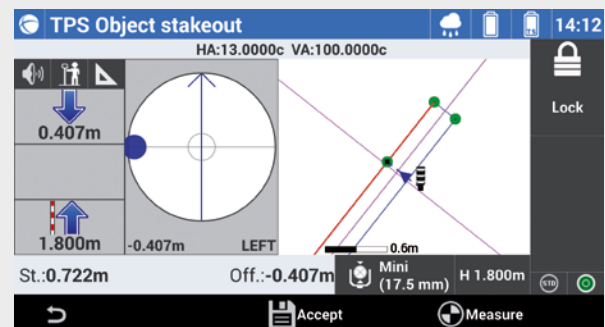 TPS Object stakeout
14:12
HA:13.0000c VA:100.0000c
Lock
0.407m
1.800m
-0.407m
LEFT
0.6m
St.:0.722m
Off.:-0.407m
Mini
(17.5 mm)
H 1.800m
STD
Accept
Measure